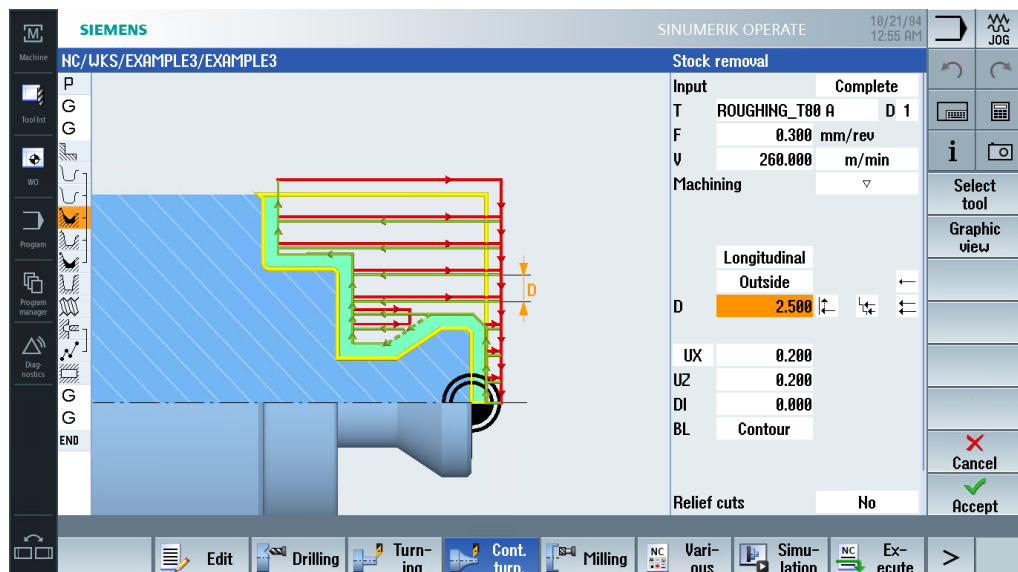 SIEMENS
SINUMERIK OPERATE
10/21/94
12:55 AM
M
JOG
Machine
NC/WKS/EXAMPLE3/EXAMPLE3
Stock removal
P
G
G
Input Complete
T ROUGHING_T80 A D 1
F 0.300 mm/rev
V 260.000 m/min
Machining
Tool list
WO
Program
Program
manager
Diag-
nostics
G
G
END
D
Longitudinal
Outside
D 2.500
UX 0.200
UZ 0.200
DI 0.000
BL Contour
Relief cuts No
i
Select
tool
Graphic
view
Cancel
Accept
Edit
Drilling
Turn-
ing
Cont.
turn.
Milling
NC
Vari-
ous
Simu-
lation
NC
Ex-
ecute
>